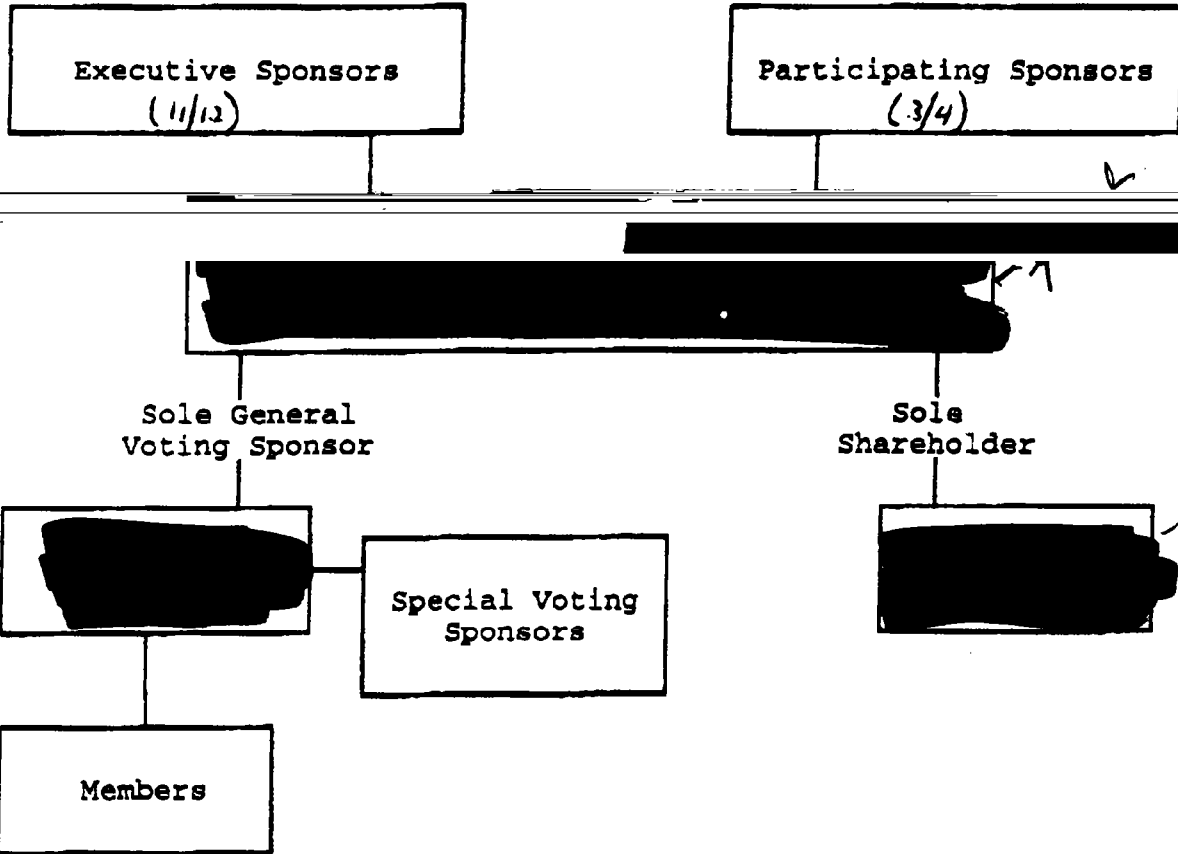 Executive Sponsors
(11/12)
Participating Sponsors
(3/4)
Sole General
Voting Sponsor
Sole
Shareholder
Special Voting
Sponsors
Members